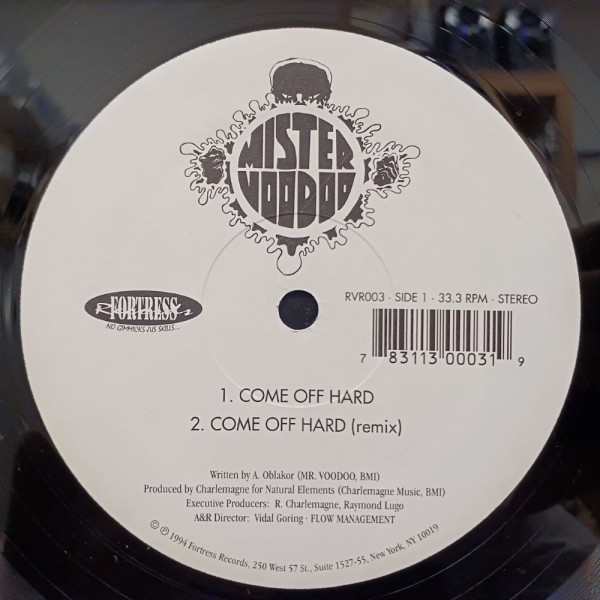 MISTER
VOODOO
FORTRESS
NO GIMMICKS JUS SKILLS...
RVR003 · SIDE 1 · 33.3 RPM · STEREO
7 83113 00031 9
1. COME OFF HARD
2. COME OFF HARD (remix)
Written by A. Oblakor (MR. VOODOO, BMI)
Produced by Charlemagne for Natural Elements (Charlemagne Music, BMI)
Executive Producers: R. Charlemagne, Raymond Lugo
A&R Director: Vidal Goring · FLOW MANAGEMENT
© ℗ 1994 Fortress Records, 250 West 57 St., Suite 1527-55, New York, NY 10019